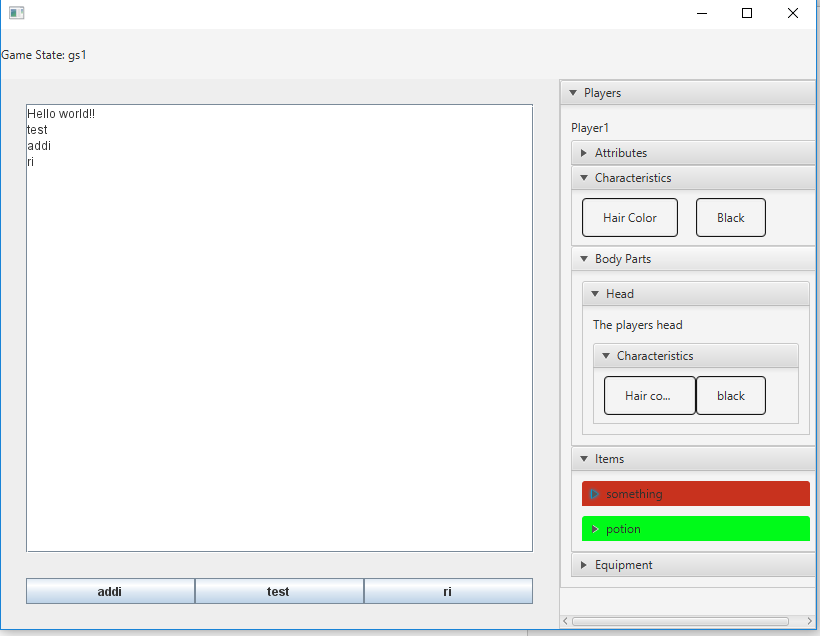 Game State: gs1
Hello world!!
test
addi
ri
addi test ri
Players
Player1
Attributes
Characteristics
Hair Color Black
Body Parts
Head
The players head
Characteristics
Hair co... black
Items
something
potion
Equipment